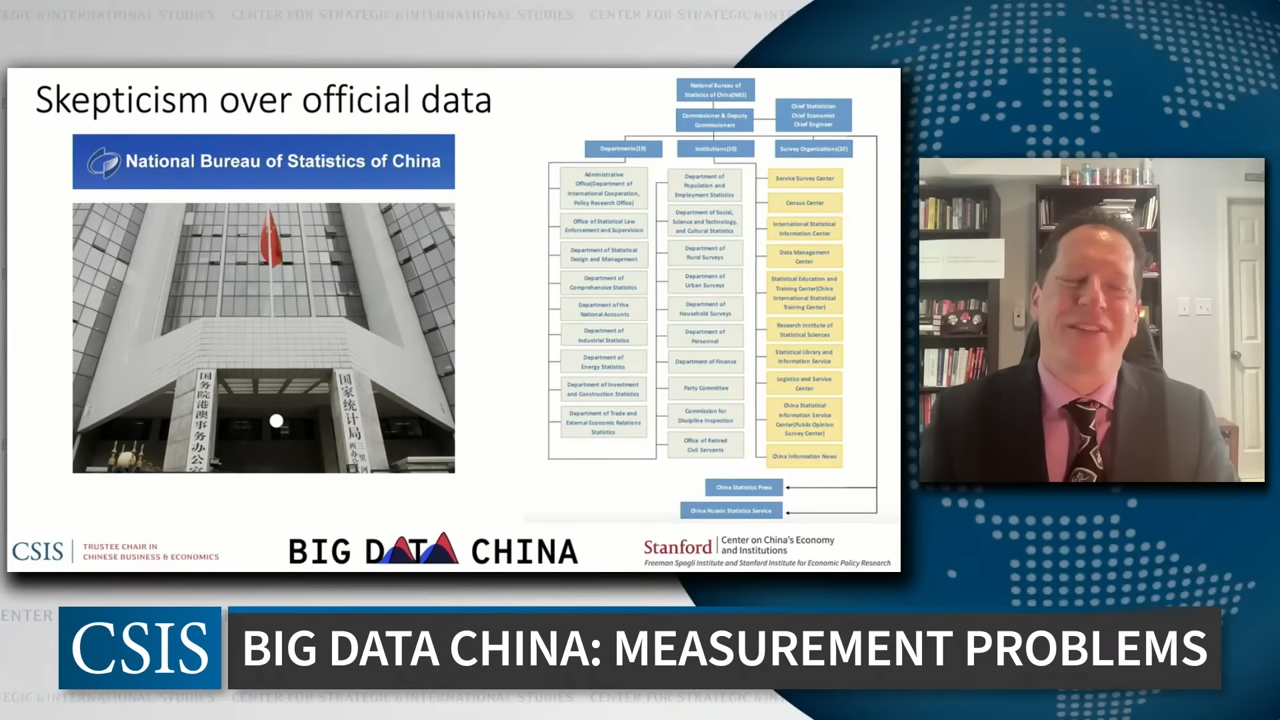 CENTER FOR STRATEGIC & INTERNATIONAL STUDIES
Skepticism over official data
National Bureau of Statistics of China
国务院港澳事务办公室
国家统计局
National Bureau of
Statistics of China(NBS)
Commissioner & Deputy
Commissioners
Chief Statistician
Chief Economist
Chief Engineer
Departments(19)
Institutions(10)
Survey Organizations(32)
Administrative
Office(Department of
International Cooperation,
Policy Research Office)
Office of Statistical Law
Enforcement and Supervision
Department of Statistical
Design and Management
Department of
Comprehensive Statistics
Department of the
National Accounts
Department of
Industrial Statistics
Department of
Energy Statistics
Department of Investment
and Construction Statistics
Department of Trade and
External Economic Relations
Statistics
Department of
Population and
Employment Statistics
Department of Social,
Science and Technology,
and Cultural Statistics
Department of
Rural Surveys
Department of
Urban Surveys
Department of
Household Surveys
Department of
Personnel
Department of Finance
Party Committee
Commission for
Discipline Inspection
Office of Retired
Civil Servants
Service Survey Center
Census Center
International Statistical
Information Center
Data Management
Center
Statistical Education and
Training Center(China
International Statistical
Training Center)
Research Institute of
Statistical Sciences
Statistical Library and
Information Service
Logistics and Service
Center
China Statistical
Information Service
Center(Public Opinion
Survey Center)
China Information News
China Statistics Press
China Huaxin Statistics Service
CSIS
TRUSTEE CHAIR IN
CHINESE BUSINESS & ECONOMICS
BIG DATA CHINA
Stanford
Center on China's Economy
and Institutions
Freeman Spogli Institute and Stanford Institute for Economic Policy Research
CSIS
BIG DATA CHINA: MEASUREMENT PROBLEMS
CENTER FOR STRATEGIC & INTERNATIONAL STUDIES